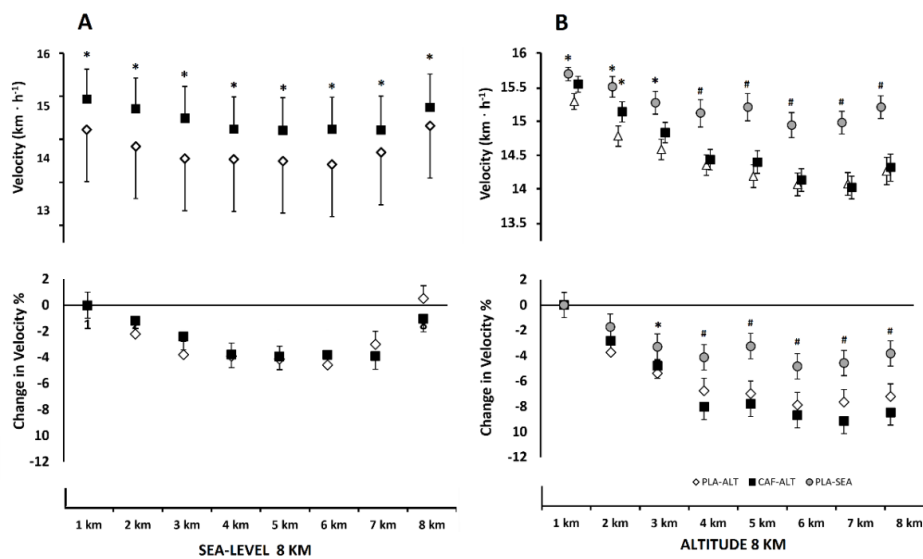 A
B
16
15
14
13
Velocity (km · h⁻¹)
* * * * * * * *
16
15.5
15
14.5
14
13.5
Velocity (km · h⁻¹)
* * * * # # # # #
2
0
-2
-4
-6
-8
10
-12
Change in Velocity %
2
0
-2
-4
-6
-8
10
-12
Change in Velocity %
* # # # # #
PLA-ALT CAF-ALT PLA-SEA
1 km 2 km 3 km 4 km 5 km 6 km 7 km 8 km
SEA-LEVEL 8 KM
1 km 2 km 3 km 4 km 5 km 6 km 7 km 8 km
ALTITUDE 8 KM